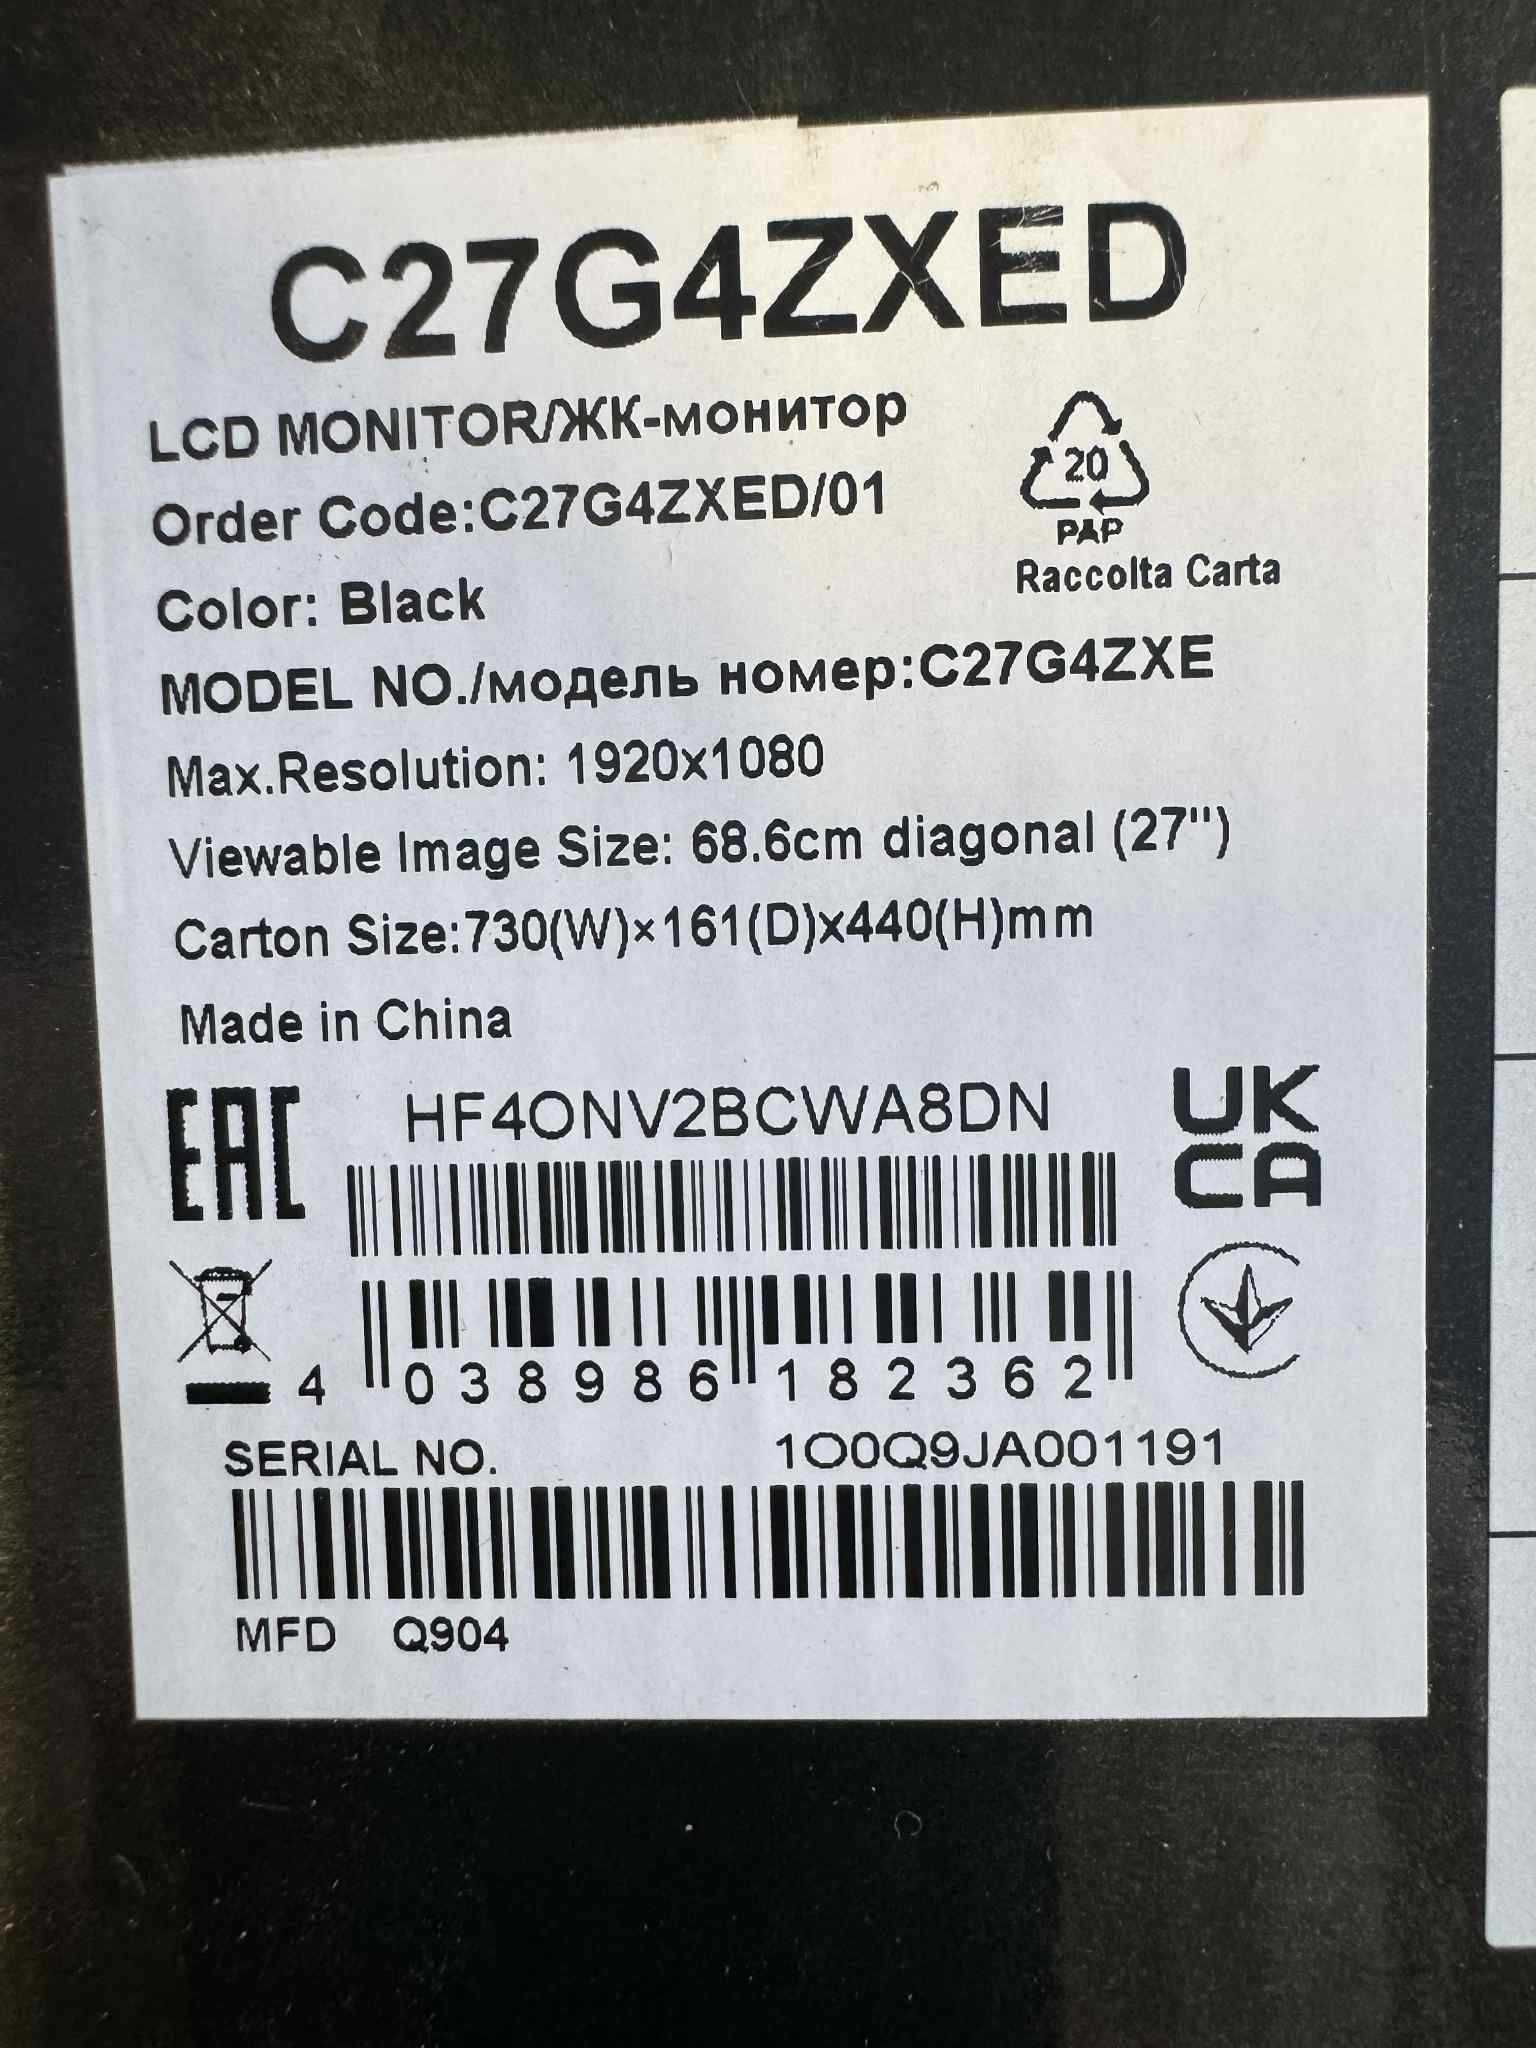 C27G4ZXED
LCD MONITOR/ЖК-монитор
Order Code:C27G4ZXED/01
20
PAP
Raccolta Carta
Color: Black
MODEL NO./модель номер:C27G4ZXE
Max.Resolution: 1920x1080
Viewable Image Size: 68.6cm diagonal (27")
Carton Size:730(W)×161(D)x440(H)mm
Made in China
EAC
HF4ONV2BCWA8DN
UK
CA
4 038986 182362
SERIAL NO. 1O0Q9JA001191
MFD Q904